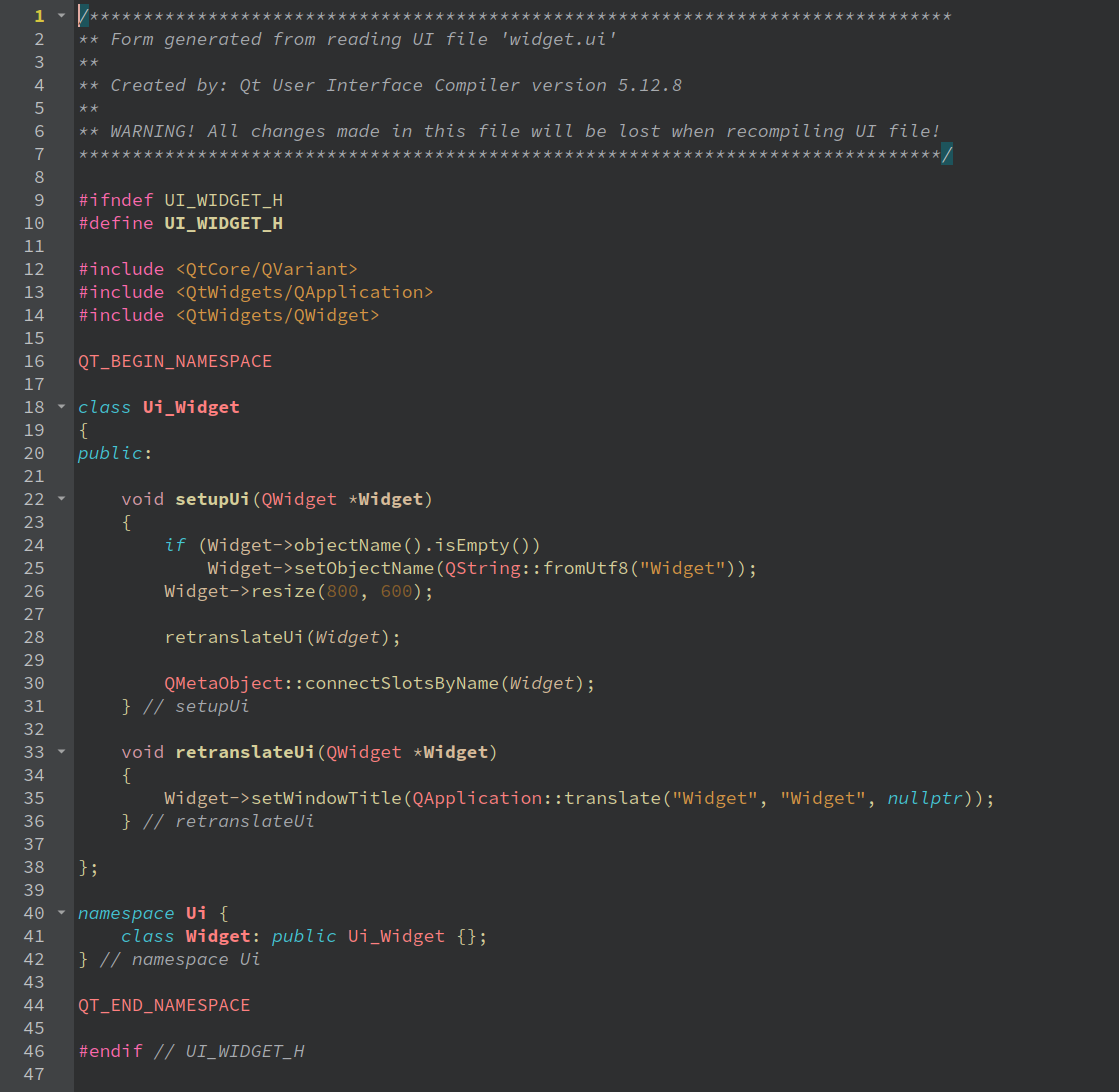 1 /********************************************************************************
2 ** Form generated from reading UI file 'widget.ui'
3 **
4 ** Created by: Qt User Interface Compiler version 5.12.8
5 **
6 ** WARNING! All changes made in this file will be lost when recompiling UI file!
7 ********************************************************************************/
8
9 #ifndef UI_WIDGET_H
10 #define UI_WIDGET_H
11
12 #include <QtCore/QVariant>
13 #include <QtWidgets/QApplication>
14 #include <QtWidgets/QWidget>
15
16 QT_BEGIN_NAMESPACE
17
18 class Ui_Widget
19 {
20 public:
21
22     void setupUi(QWidget *Widget)
23     {
24         if (Widget->objectName().isEmpty())
25             Widget->setObjectName(QString::fromUtf8("Widget"));
26         Widget->resize(800, 600);
27
28         retranslateUi(Widget);
29
30         QMetaObject::connectSlotsByName(Widget);
31     } // setupUi
32
33     void retranslateUi(QWidget *Widget)
34     {
35         Widget->setWindowTitle(QApplication::translate("Widget", "Widget", nullptr));
36     } // retranslateUi
37
38 };
39
40 namespace Ui {
41     class Widget: public Ui_Widget {};
42 } // namespace Ui
43
44 QT_END_NAMESPACE
45
46 #endif // UI_WIDGET_H
47